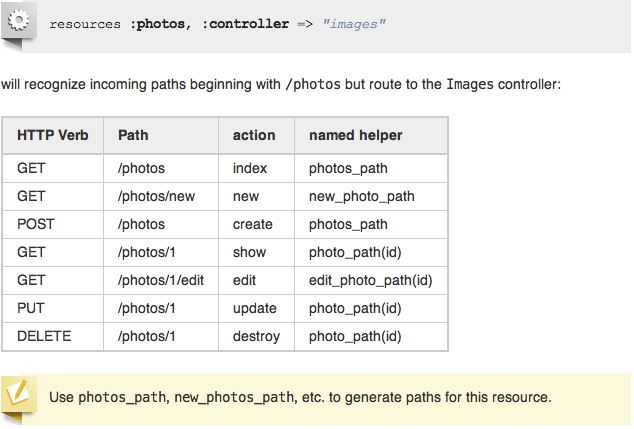 resources :photos, :controller => "images"
will recognize incoming paths beginning with /photos but route to the Images controller:
HTTP Verb Path action named helper
GET /photos index photos_path
GET /photos/new new new_photo_path
POST /photos create photos_path
GET /photos/1 show photo_path(id)
GET /photos/1/edit edit edit_photo_path(id)
PUT /photos/1 update photo_path(id)
DELETE /photos/1 destroy photo_path(id)
Use photos_path, new_photos_path, etc. to generate paths for this resource.